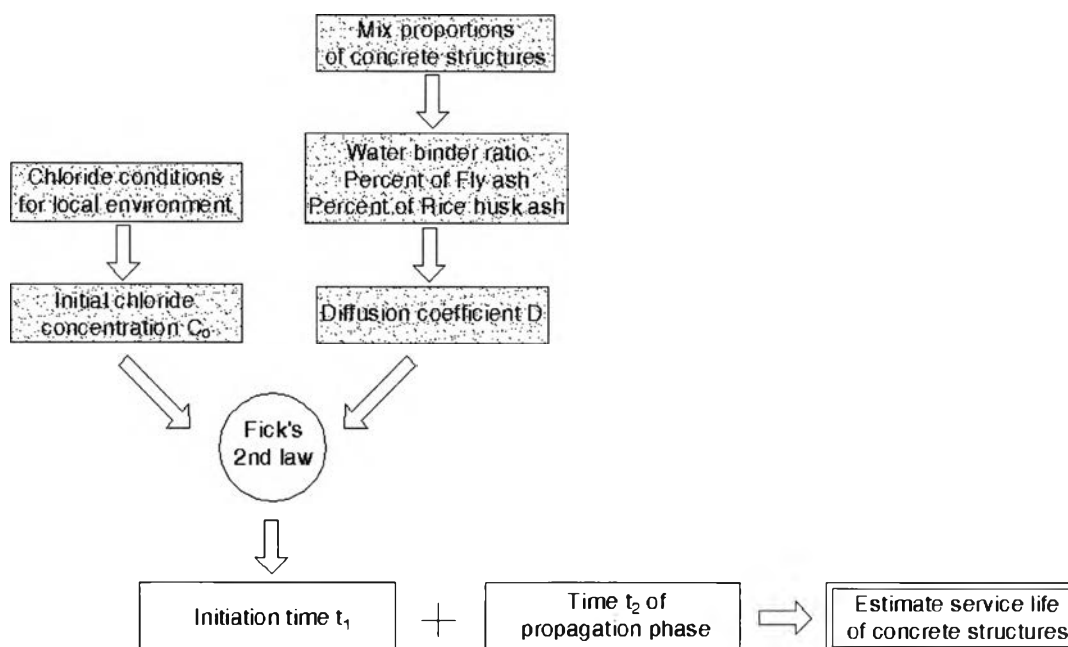 Mix proportions
of concrete structures
Water binder ratio
Percent of Fly ash
Percent of Rice husk ash
Chloride conditions
for local environment
Initial chloride
concentration C₀
Diffusion coefficient D
Fick's
2nd law
Initiation time t₁
+
Time t₂ of
propagation phase
Estimate service life
of concrete structures